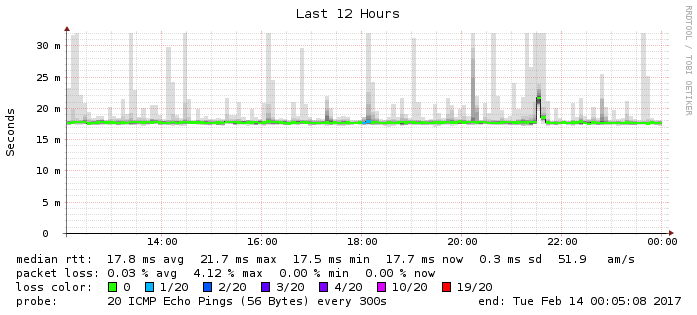 Last 12 Hours
RRDTOOL / TOBI OETIKER
Seconds
30 m
25 m
20 m
15 m
10 m
5 m
0
14:00 16:00 18:00 20:00 22:00 00:00
median rtt: 17.8 ms avg 21.7 ms max 17.5 ms min 17.7 ms now 0.3 ms sd 51.9 am/s
packet loss: 0.03 % avg 4.12 % max 0.00 % min 0.00 % now
loss color: 0 1/20 2/20 3/20 4/20 10/20 19/20
probe: 20 ICMP Echo Pings (56 Bytes) every 300s end: Tue Feb 14 00:05:08 2017